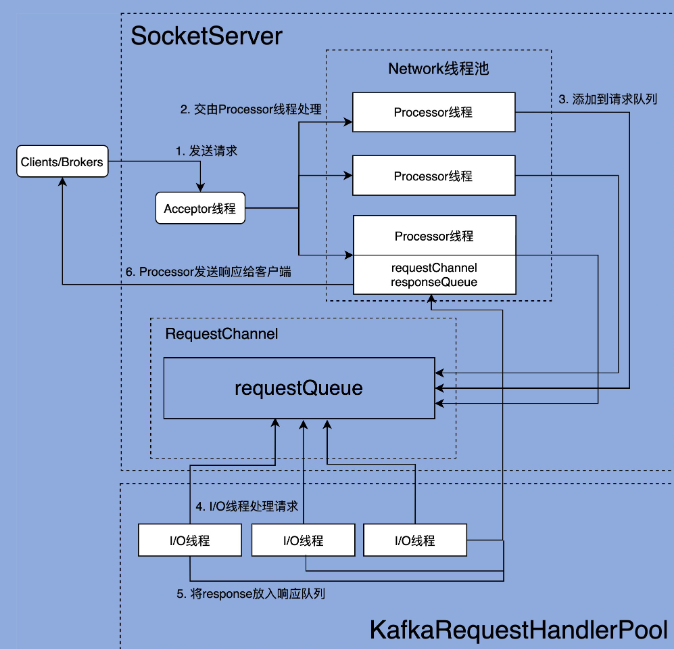 SocketServer
Network线程池
2. 交由Processor线程处理
Processor线程
3. 添加到请求队列
Clients/Brokers
1. 发送请求
Processor线程
Acceptor线程
Processor线程
6. Processor发送响应给客户端
requestChannel
responseQueue
RequestChannel
requestQueue
4. I/O线程处理请求
I/O线程
I/O线程
I/O线程
5. 将response放入响应队列
KafkaRequestHandlerPool